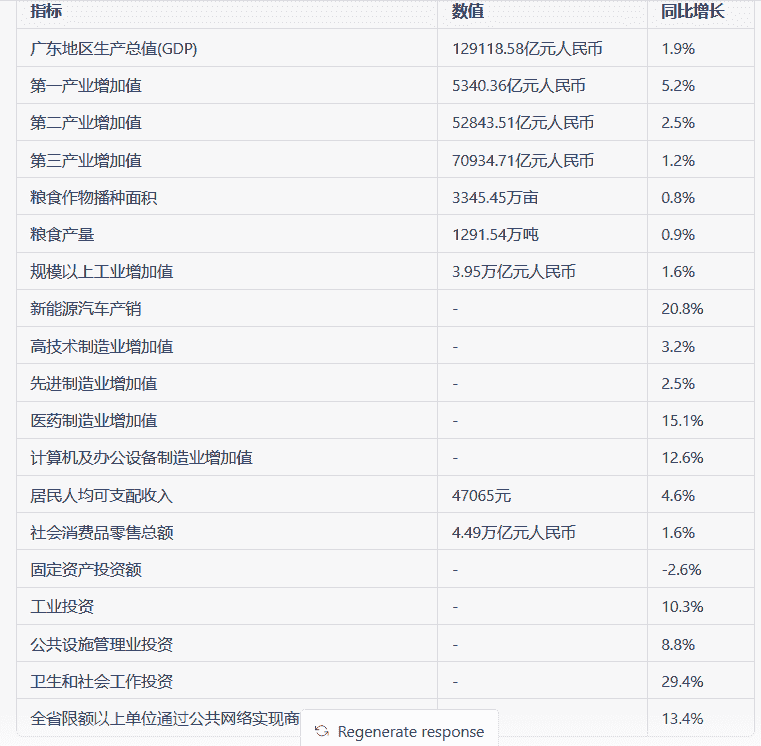 指标 数值 同比增长
广东地区生产总值(GDP) 129118.58亿元人民币 1.9%
第一产业增加值 5340.36亿元人民币 5.2%
第二产业增加值 52843.51亿元人民币 2.5%
第三产业增加值 70934.71亿元人民币 1.2%
粮食作物播种面积 3345.45万亩 0.8%
粮食产量 1291.54万吨 0.9%
规模以上工业增加值 3.95万亿元人民币 1.6%
新能源汽车产销 - 20.8%
高技术制造业增加值 - 3.2%
先进制造业增加值 - 2.5%
医药制造业增加值 - 15.1%
计算机及办公设备制造业增加值 - 12.6%
居民人均可支配收入 47065元 4.6%
社会消费品零售总额 4.49万亿元人民币 1.6%
固定资产投资额 - -2.6%
工业投资 - 10.3%
公共设施管理业投资 - 8.8%
卫生和社会工作投资 - 29.4%
全省限额以上单位通过公共网络实现商 13.4%
Regenerate response